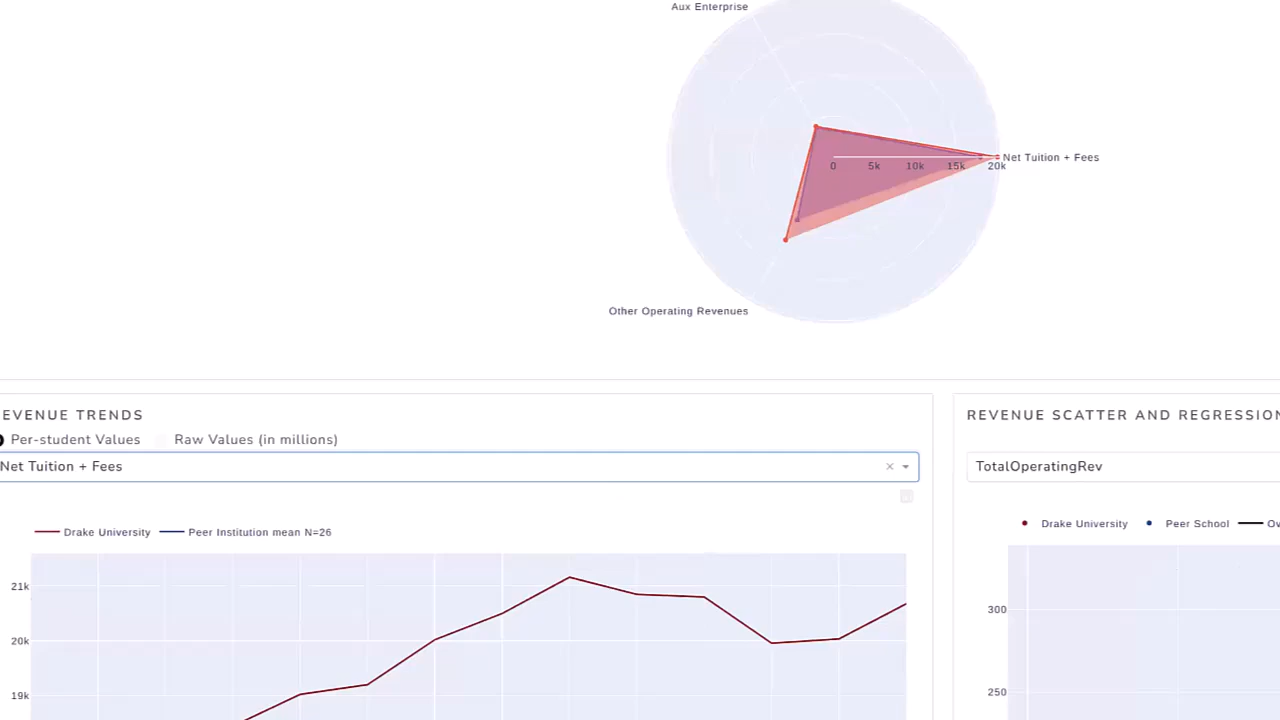 Aux Enterprise
Net Tuition + Fees
0 5k 10k 15k 20k
Other Operating Revenues
EVENUE TRENDS
Per-student Values Raw Values (in millions)
Net Tuition + Fees
Drake University Peer Institution mean N=26
21k
20k
19k
REVENUE SCATTER AND REGRESSION
TotalOperatingRev
Drake University Peer School Ov
300
250